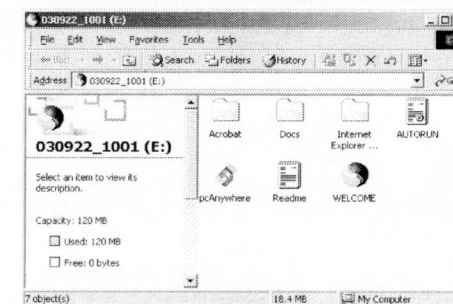 030922_1001 (E:)
File Edit View Favorites Tools Help
Search Folders History
Address 030922_1001 (E:)
030922_1001 (E:)
Select an item to view its
description.
Capacity: 120 MB
Used: 120 MB
Free: 0 bytes
Acrobat Docs Internet
Explorer ... AUTORUN
pcAnywhere Readme WELCOME
7 object(s) 18.4 MB My Computer